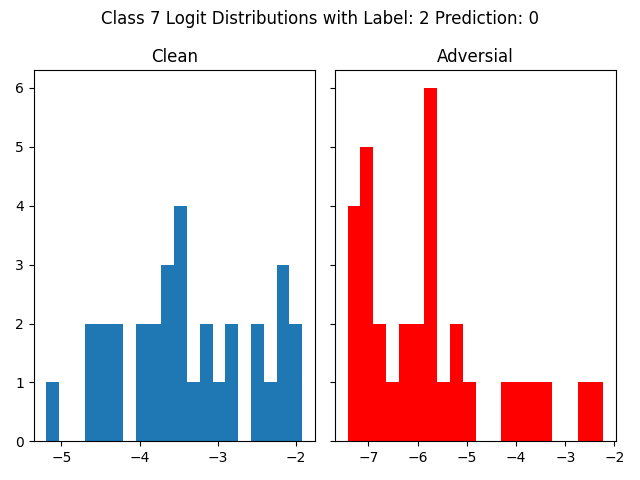 Class 7 Logit Distributions with Label: 2 Prediction: 0
Clean
Adversial
6
5
4
3
2
1
0
−5 −4 −3 −2
−7 −6 −5 −4 −3 −2